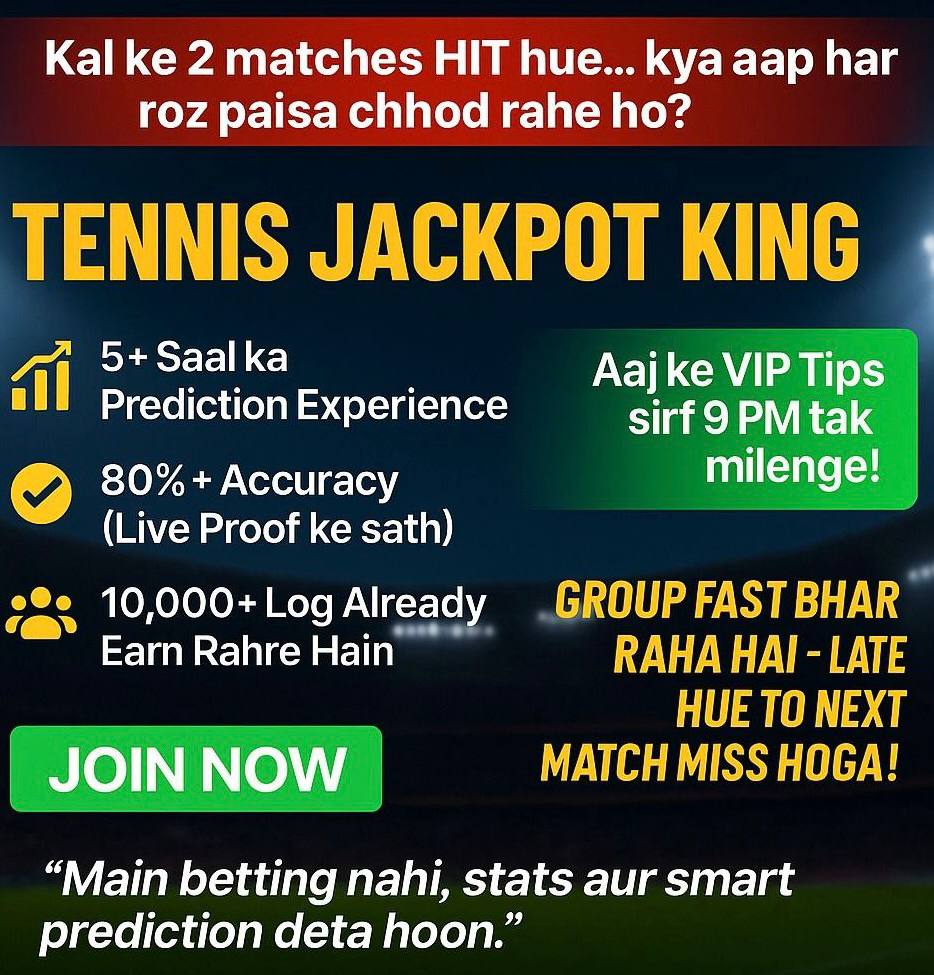 Kal ke 2 matches HIT hue... kya aap har
roz paisa chhod rahe ho?
TENNIS JACKPOT KING
5+ Saal ka
Prediction Experience
80%+ Accuracy
(Live Proof ke sath)
10,000+ Log Already
Earn Rahre Hain
Aaj ke VIP Tips
sirf 9 PM tak
milenge!
GROUP FAST BHAR
RAHA HAI - LATE
HUE TO NEXT
MATCH MISS HOGA!
JOIN NOW
“Main betting nahi, stats aur smart
prediction deta hoon.”